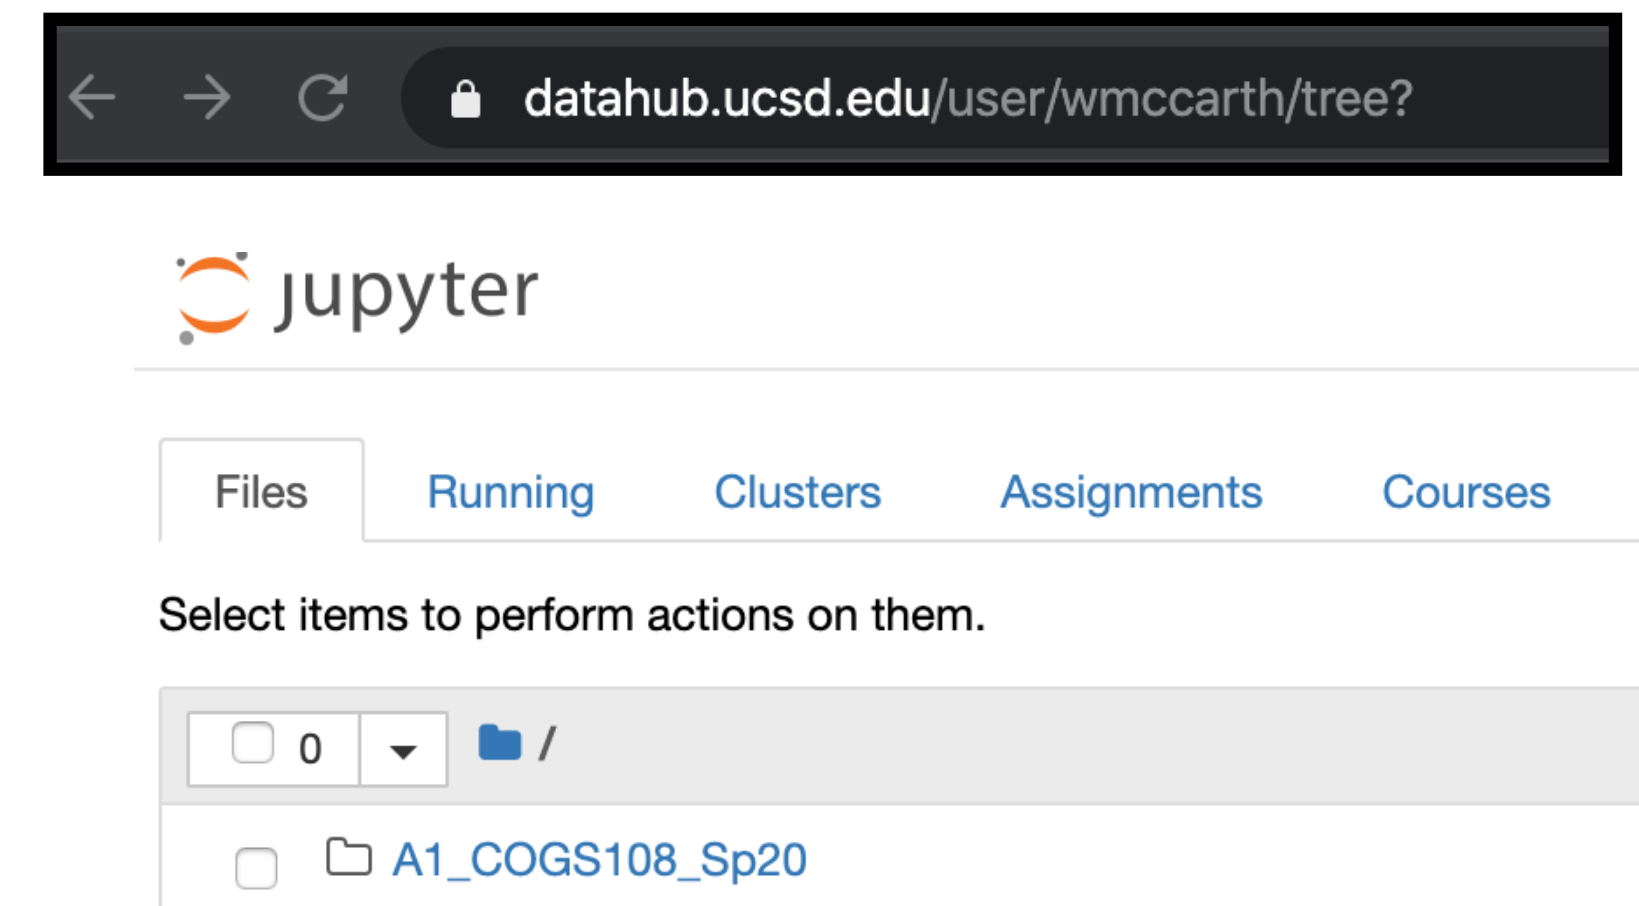 datahub.ucsd.edu/user/wmccarth/tree?
jupyter
Files Running Clusters Assignments Courses
Select items to perform actions on them.
0 /
A1_COGS108_Sp20